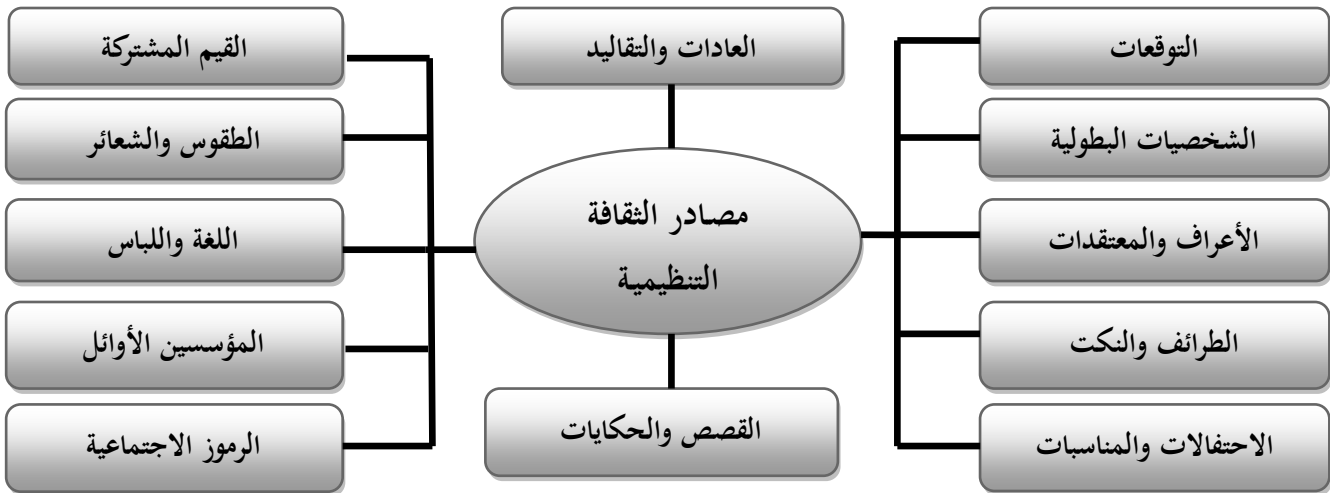 التوقعات
الشخصيات البطولية
الأعراف والمعتقدات
الطرائف والنكت
الاحتفالات والمناسبات
العادات والتقاليد
مصادر الثقافة
التنظيمية
القصص والحكايات
القيم المشتركة
الطقوس والشعائر
اللغة واللباس
المؤسسين الأوائل
الرموز الاجتماعية